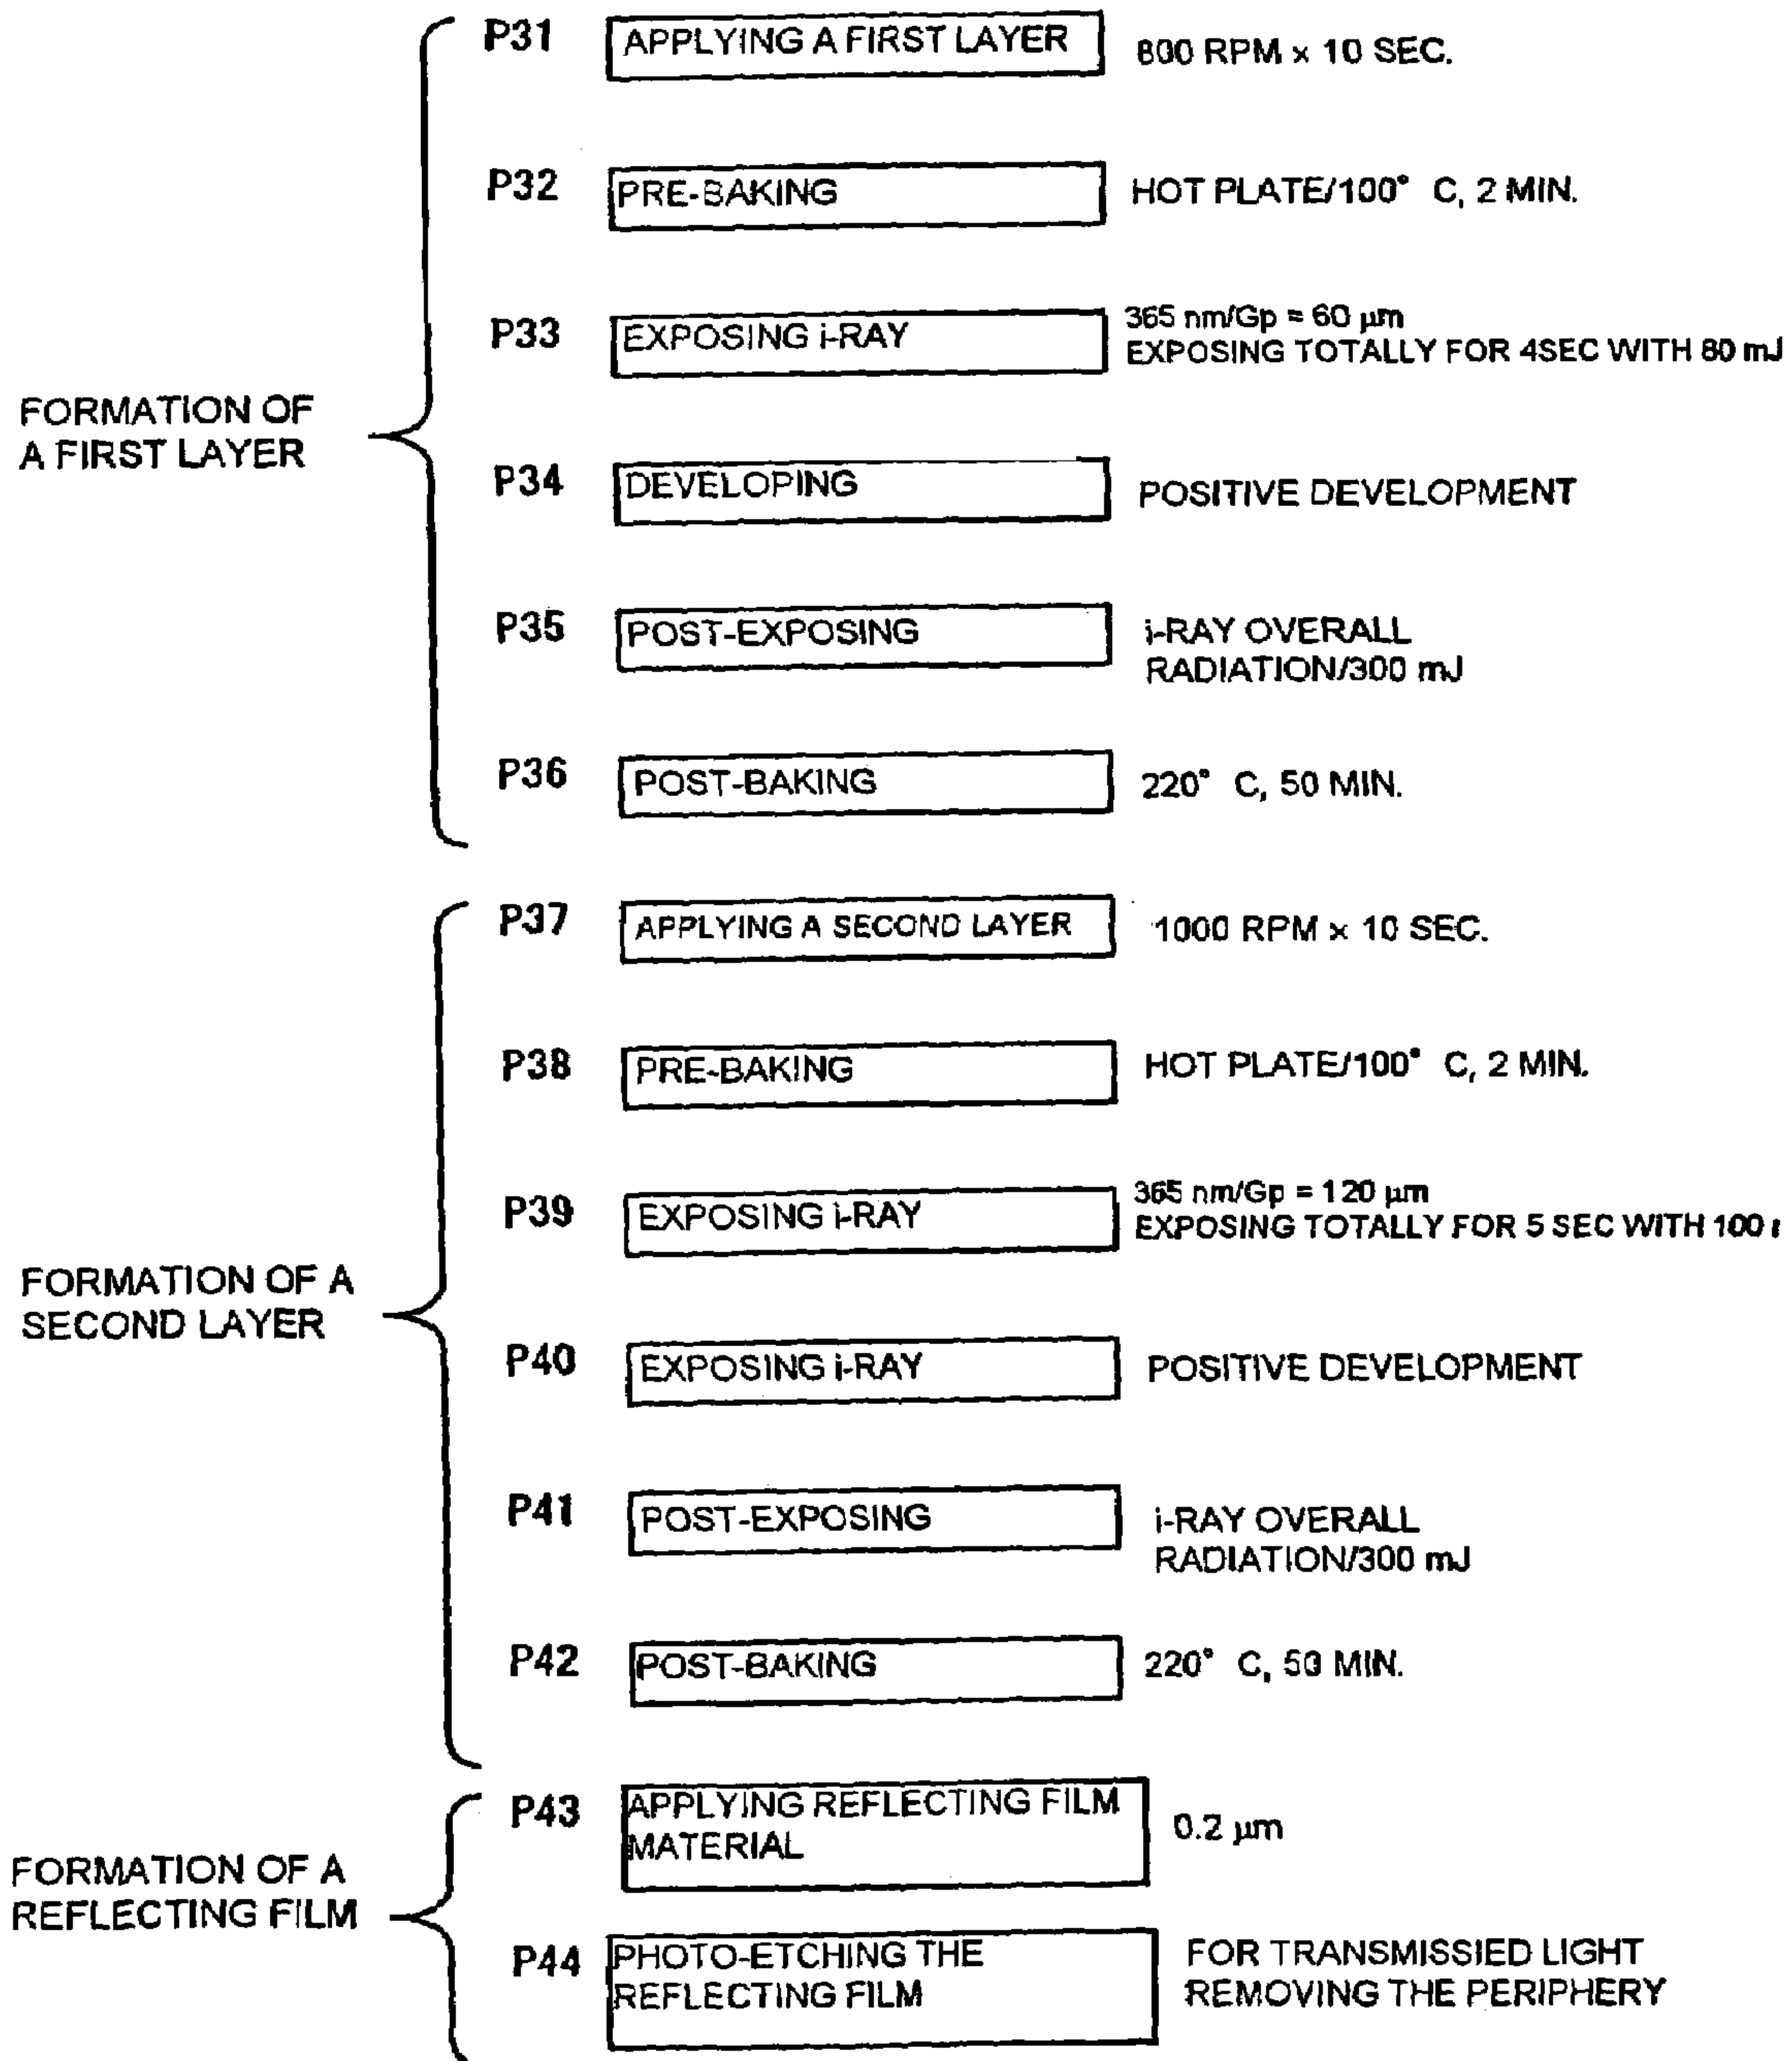 P31 APPLYING A FIRST LAYER 800 RPM x 10 SEC.
P32 PRE-BAKING HOT PLATE/100° C, 2 MIN.
P33 EXPOSING i-RAY 365 nm/Gp = 60 µm
EXPOSING TOTALLY FOR 4SEC WITH 80 mJ
FORMATION OF
A FIRST LAYER
P34 DEVELOPING POSITIVE DEVELOPMENT
P35 POST-EXPOSING i-RAY OVERALL
RADIATION/300 mJ
P36 POST-BAKING 220° C, 50 MIN.
P37 APPLYING A SECOND LAYER 1000 RPM x 10 SEC.
P38 PRE-BAKING HOT PLATE/100° C, 2 MIN.
P39 EXPOSING i-RAY 365 nm/Gp = 120 µm
EXPOSING TOTALLY FOR 5 SEC WITH 100
FORMATION OF A
SECOND LAYER
P40 EXPOSING i-RAY POSITIVE DEVELOPMENT
P41 POST-EXPOSING i-RAY OVERALL
RADIATION/300 mJ
P42 POST-BAKING 220° C, 50 MIN.
P43 APPLYING REFLECTING FILM
MATERIAL 0.2 µm
FORMATION OF A
REFLECTING FILM
P44 PHOTO-ETCHING THE
REFLECTING FILM
FOR TRANSMISSIED LIGHT
REMOVING THE PERIPHERY